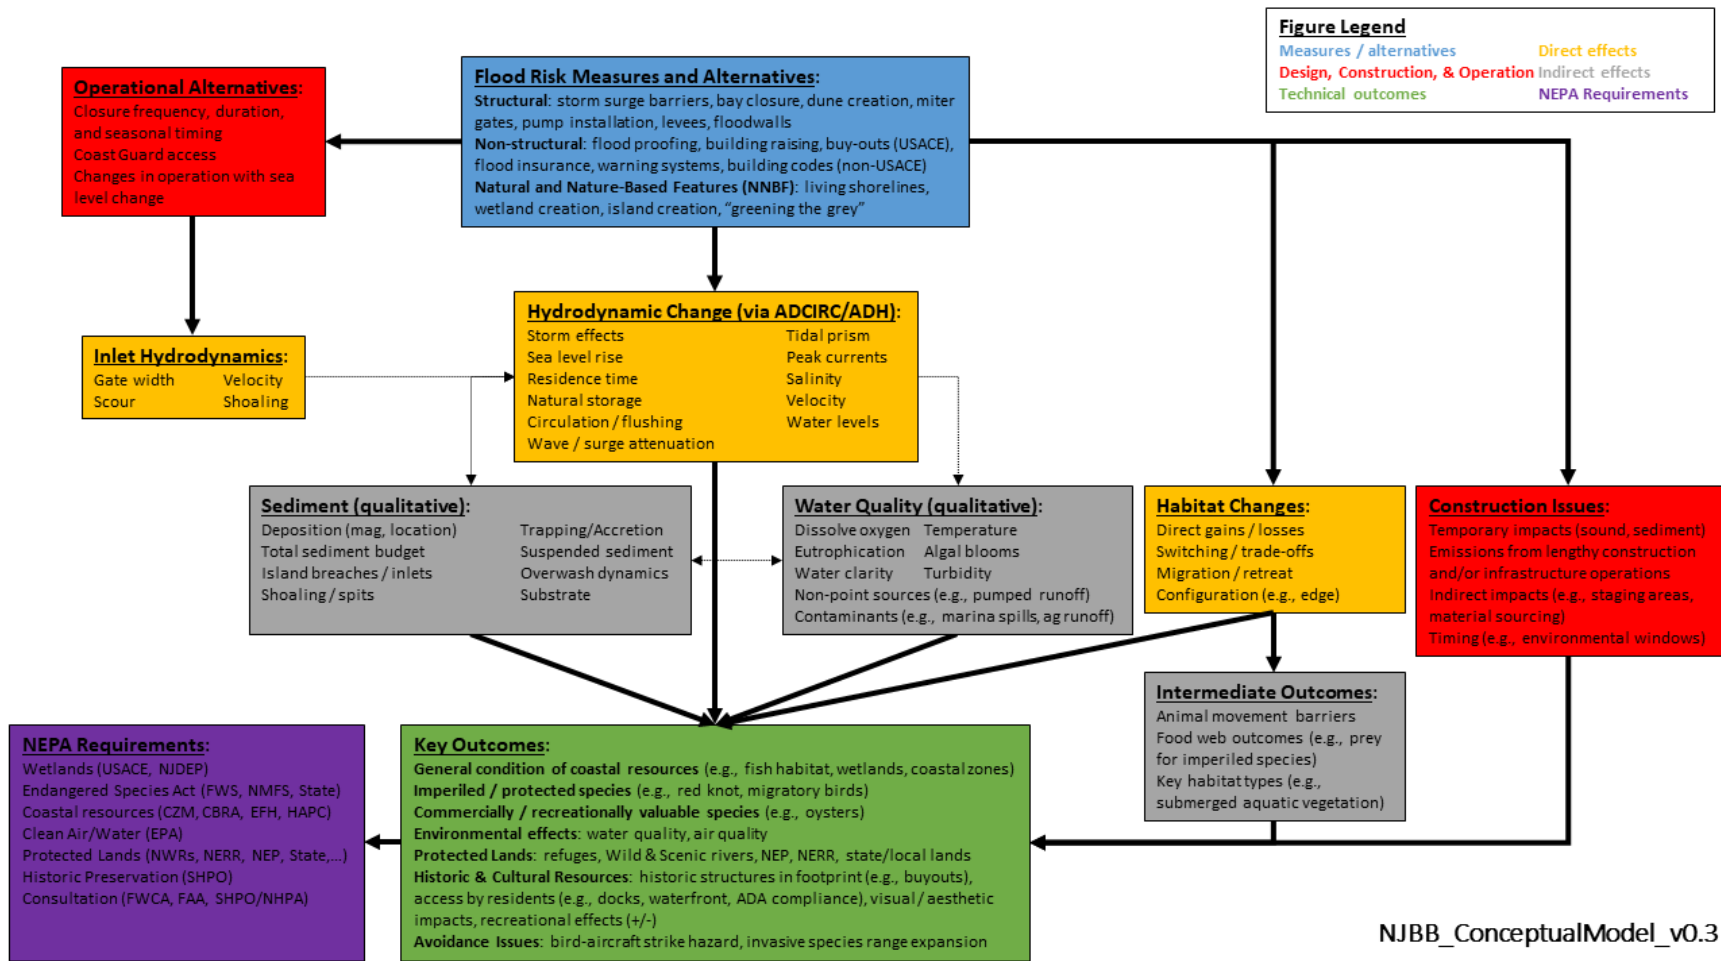 Figure Legend
Measures / alternatives
Direct effects
Design, Construction, & Operation
Indirect effects
Technical outcomes
NEPA Requirements
Operational Alternatives:
Closure frequency, duration,
and seasonal timing
Coast Guard access
Changes in operation with sea
level change
Flood Risk Measures and Alternatives:
Structural: storm surge barriers, bay closure, dune creation, miter
gates, pump installation, levees, floodwalls
Non-structural: flood proofing, building raising, buy-outs (USACE),
flood insurance, warning systems, building codes (non-USACE)
Natural and Nature-Based Features (NNBF): living shorelines,
wetland creation, island creation, “greening the grey”
Inlet Hydrodynamics:
Gate width Velocity
Scour Shoaling
Hydrodynamic Change (via ADCIRC/ADH):
Storm effects Tidal prism
Sea level rise Peak currents
Residence time Salinity
Natural storage Velocity
Circulation / flushing Water levels
Wave / surge attenuation
Sediment (qualitative):
Deposition (mag, location) Trapping/Accretion
Total sediment budget Suspended sediment
Island breaches / inlets Overwash dynamics
Shoaling / spits Substrate
Water Quality (qualitative):
Dissolve oxygen Temperature
Eutrophication Algal blooms
Water clarity Turbidity
Non-point sources (e.g., pumped runoff)
Contaminants (e.g., marina spills, ag runoff)
Habitat Changes:
Direct gains / losses
Switching / trade-offs
Migration / retreat
Configuration (e.g., edge)
Construction Issues:
Temporary impacts (sound, sediment)
Emissions from lengthy construction
and/or infrastructure operations
Indirect impacts (e.g., staging areas,
material sourcing)
Timing (e.g., environmental windows)
Intermediate Outcomes:
Animal movement barriers
Food web outcomes (e.g., prey
for imperiled species)
Key habitat types (e.g.,
submerged aquatic vegetation)
NEPA Requirements:
Wetlands (USACE, NJDEP)
Endangered Species Act (FWS, NMFS, State)
Coastal resources (CZM, CBRA, EFH, HAPC)
Clean Air/Water (EPA)
Protected Lands (NWRs, NERR, NEP, State,...)
Historic Preservation (SHPO)
Consultation (FWCA, FAA, SHPO/NHPA)
Key Outcomes:
General condition of coastal resources (e.g., fish habitat, wetlands, coastal zones)
Imperiled / protected species (e.g., red knot, migratory birds)
Commercially / recreationally valuable species (e.g., oysters)
Environmental effects: water quality, air quality
Protected Lands: refuges, Wild & Scenic rivers, NEP, NERR, state/local lands
Historic & Cultural Resources: historic structures in footprint (e.g., buyouts),
access by residents (e.g., docks, waterfront, ADA compliance), visual / aesthetic
impacts, recreational effects (+/-)
Avoidance Issues: bird-aircraft strike hazard, invasive species range expansion
NJBB_ConceptualModel_v0.3